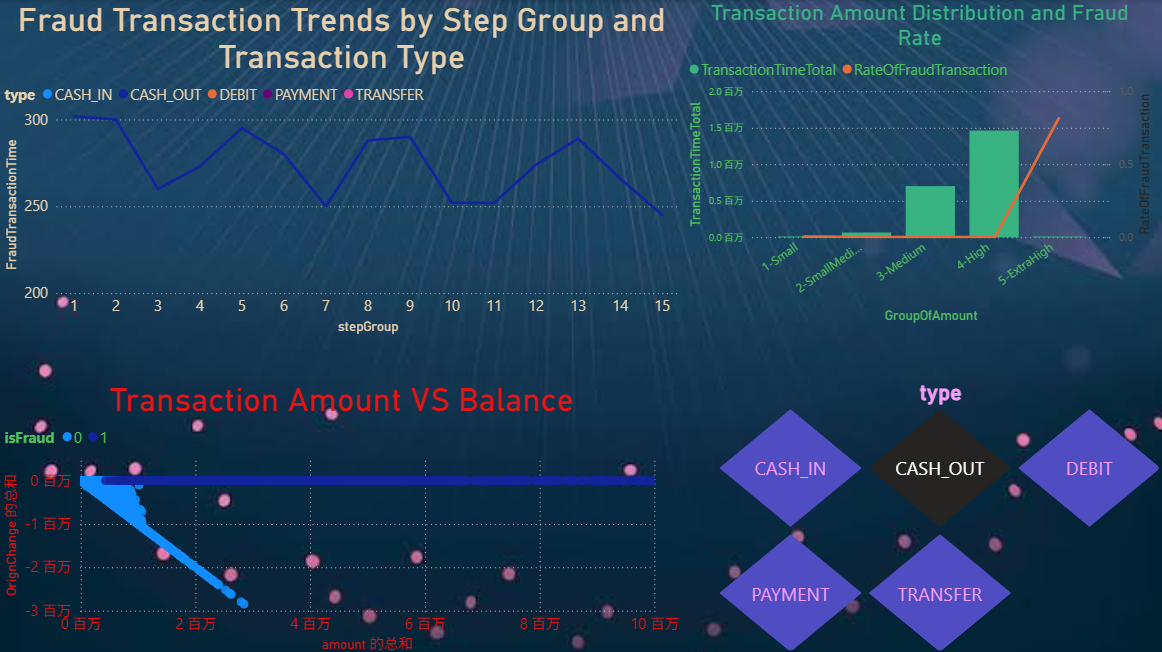 Fraud Transaction Trends by Step Group and
Transaction Type
type CASH_IN CASH_OUT DEBIT PAYMENT TRANSFER
300
250
200
FraudTransactionTime
1 2 3 4 5 6 7 8 9 10 11 12 13 14 15
stepGroup
Transaction Amount Distribution and Fraud
Rate
TransactionTimeTotal RateOfFraudTransaction
2.0 百万
1.5 百万
1.0 百万
0.5 百万
0.0 百万
TransactionTimeTotal
1.0
0.5
0.0
RateOfFraudTransaction
1-Small
2-SmallMedi...
3-Medium
4-High
5-ExtraHigh
GroupOfAmount
Transaction Amount VS Balance
isFraud 0 1
0 百万
-1 百万
-2 百万
-3 百万
OrignChange 的总和
0 百万 2 百万 4 百万 6 百万 8 百万 10 百万
amount 的总和
type
CASH_IN CASH_OUT DEBIT
PAYMENT TRANSFER